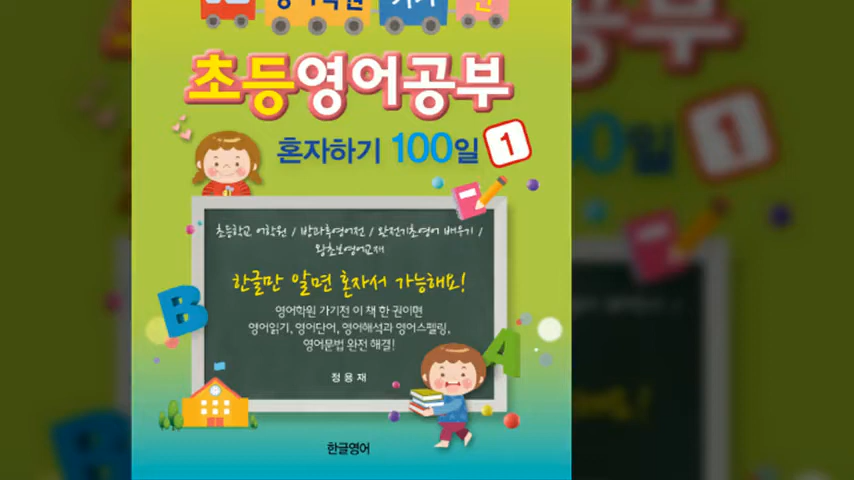 초등영어공부
혼자하기 100일 1
초등학교 어학원 / 방과후영어전 / 완전기초영어 배우기 /
왕초보영어교재
한글만 알면 혼자서 가능해요!
영어학원 가기전 이 책 한 권이면
영어읽기, 영어단어, 영어해석과 영어스펠링,
영어문법 완전 해결!
정용재
B
A
한글영어